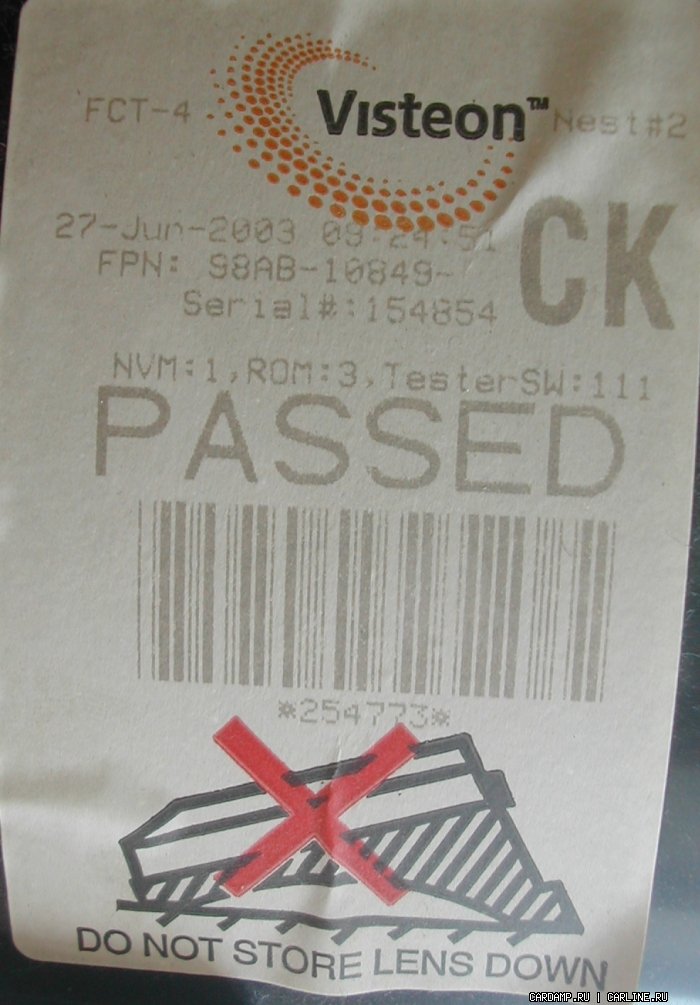 FCT-4 Visteon™ Nest#2
27-Jun-2003 09:24:51
FPN: 98AB-10849-
CK
Serial#:154854
NVM:1,ROM:3,TesterSW:111
PASSED
*254773*
DO NOT STORE LENS DOWN
CARDAMP.RU | CARLINE.RU